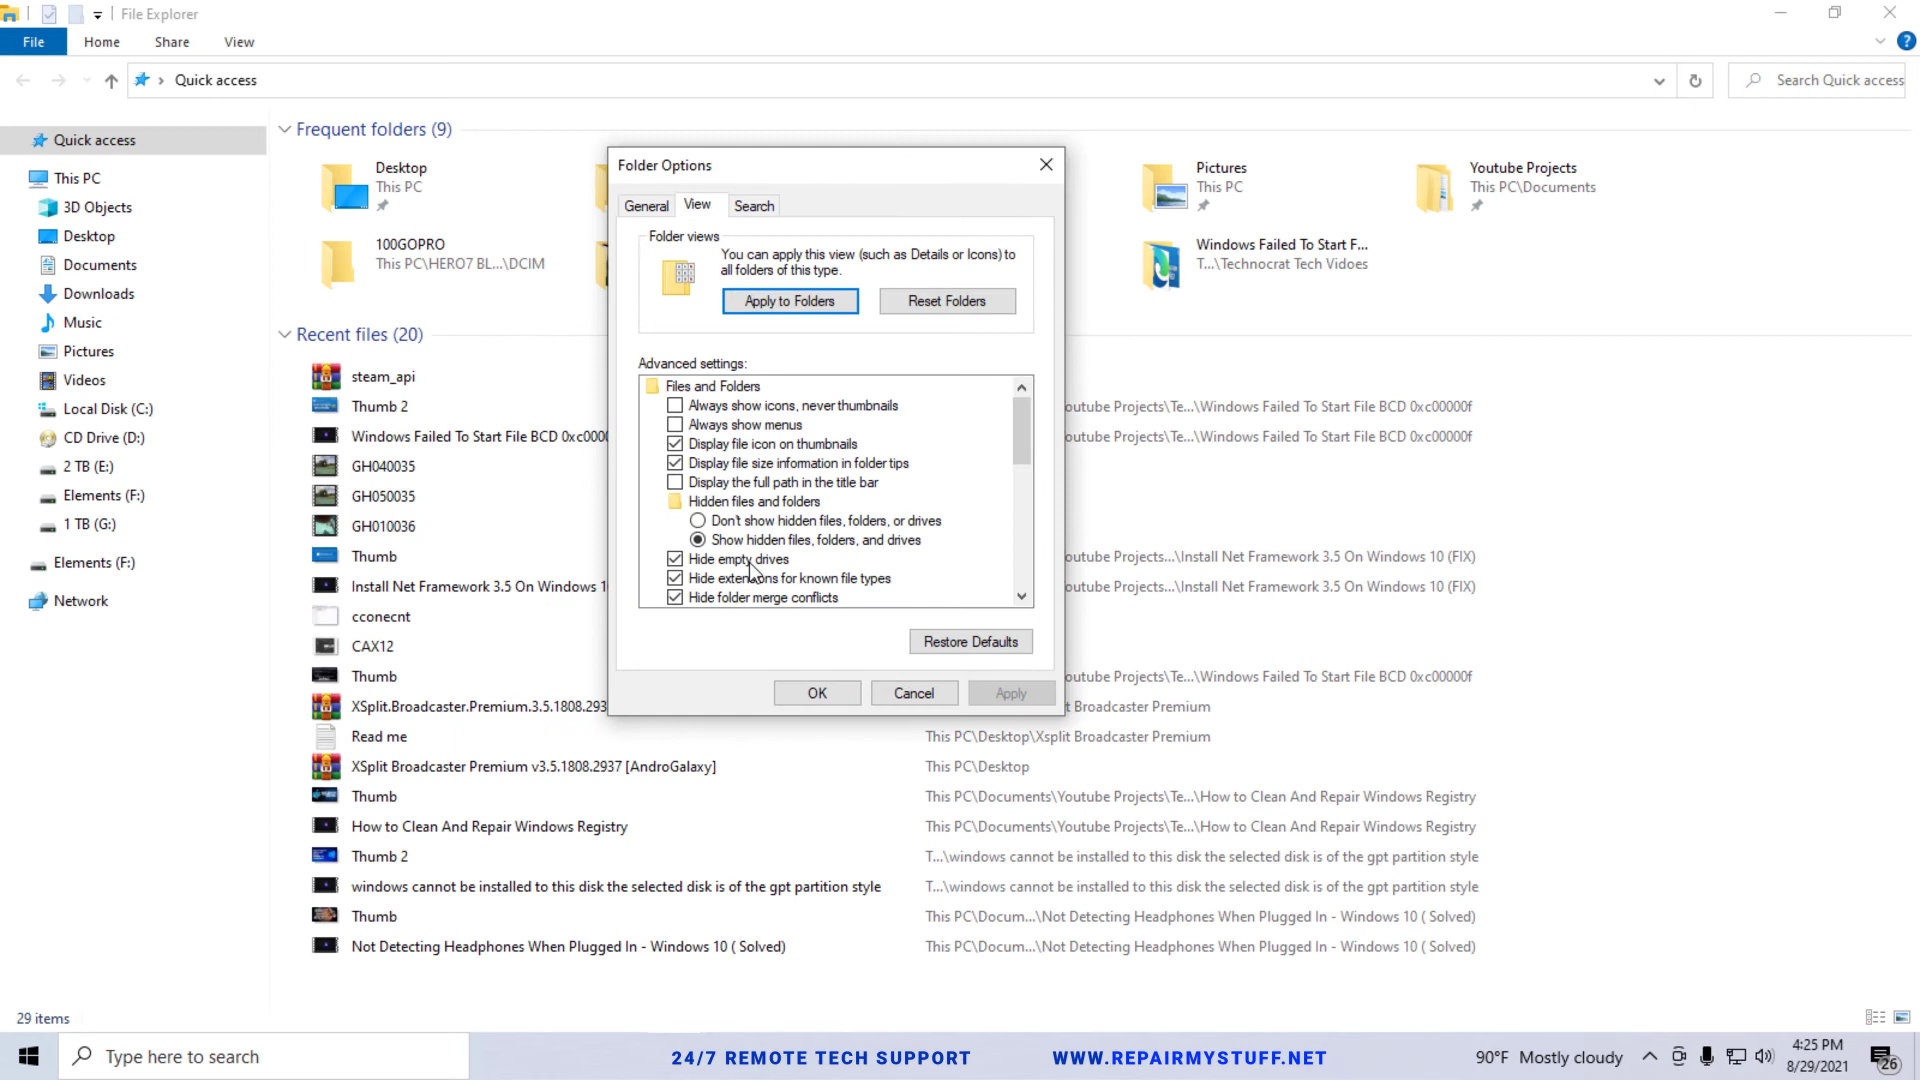 File Explorer
File Home Share View
Quick access
Search Quick access
Quick access
This PC
3D Objects
Desktop
Documents
Downloads
Music
Pictures
Videos
Local Disk (C:)
CD Drive (D:)
2 TB (E:)
Elements (F:)
1 TB (G:)
Elements (F:)
Network
Frequent folders (9)
Desktop
This PC
Pictures
This PC
Youtube Projects
This PC\Documents
100GOPRO
This PC\HERO7 BL...\DCIM
Windows Failed To Start F...
T...\Technocrat Tech Vidoes
Recent files (20)
steam_api
Thumb 2 outube Projects\Te...\Windows Failed To Start File BCD 0xc00000f
Windows Failed To Start File BCD 0xc000 outube Projects\Te...\Windows Failed To Start File BCD 0xc00000f
GH040035
GH050035
GH010036
Thumb outube Projects\Te...\Install Net Framework 3.5 On Windows 10 (FIX)
Install Net Framework 3.5 On Windows 1 outube Projects\Te...\Install Net Framework 3.5 On Windows 10 (FIX)
cconecnt
CAX12
Thumb outube Projects\Te...\Windows Failed To Start File BCD 0xc00000f
XSplit.Broadcaster.Premium.3.5.1808.293 t Broadcaster Premium
Read me This PC\Desktop\Xsplit Broadcaster Premium
XSplit Broadcaster Premium v3.5.1808.2937 [AndroGalaxy] This PC\Desktop
Thumb This PC\Documents\Youtube Projects\Te...\How to Clean And Repair Windows Registry
How to Clean And Repair Windows Registry This PC\Documents\Youtube Projects\Te...\How to Clean And Repair Windows Registry
Thumb 2 T...\windows cannot be installed to this disk the selected disk is of the gpt partition style
windows cannot be installed to this disk the selected disk is of the gpt partition style T...\windows cannot be installed to this disk the selected disk is of the gpt partition style
Thumb This PC\Docum...\Not Detecting Headphones When Plugged In - Windows 10 ( Solved)
Not Detecting Headphones When Plugged In - Windows 10 ( Solved) This PC\Docum...\Not Detecting Headphones When Plugged In - Windows 10 ( Solved)
Folder Options
General View Search
Folder views
You can apply this view (such as Details or Icons) to
all folders of this type.
Apply to Folders Reset Folders
Advanced settings:
Files and Folders
Always show icons, never thumbnails
Always show menus
Display file icon on thumbnails
Display file size information in folder tips
Display the full path in the title bar
Hidden files and folders
Don't show hidden files, folders, or drives
Show hidden files, folders, and drives
Hide empty drives
Hide extensions for known file types
Hide folder merge conflicts
Restore Defaults
OK Cancel Apply
29 items
Type here to search
24/7 REMOTE TECH SUPPORT WWW.REPAIRMYSTUFF.NET
90°F Mostly cloudy
4:25 PM
8/29/2021
26